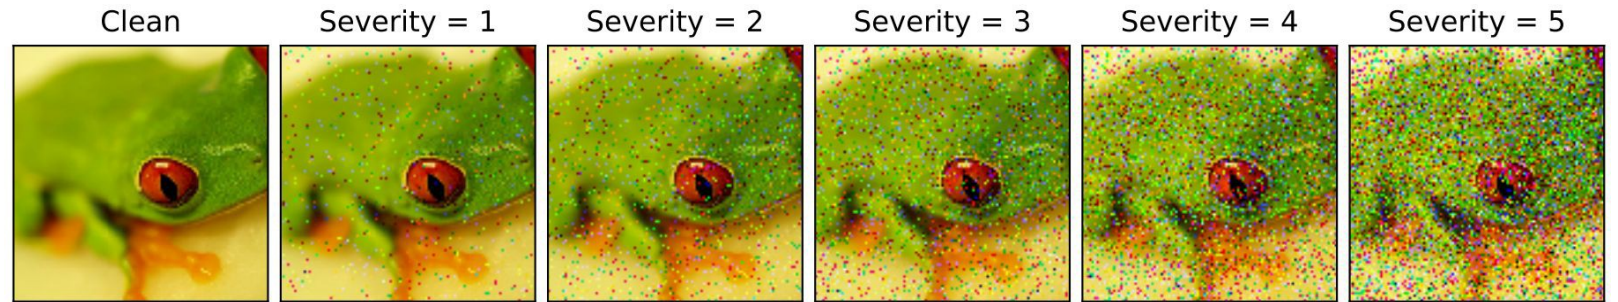 Clean Severity = 1 Severity = 2 Severity = 3 Severity = 4 Severity = 5